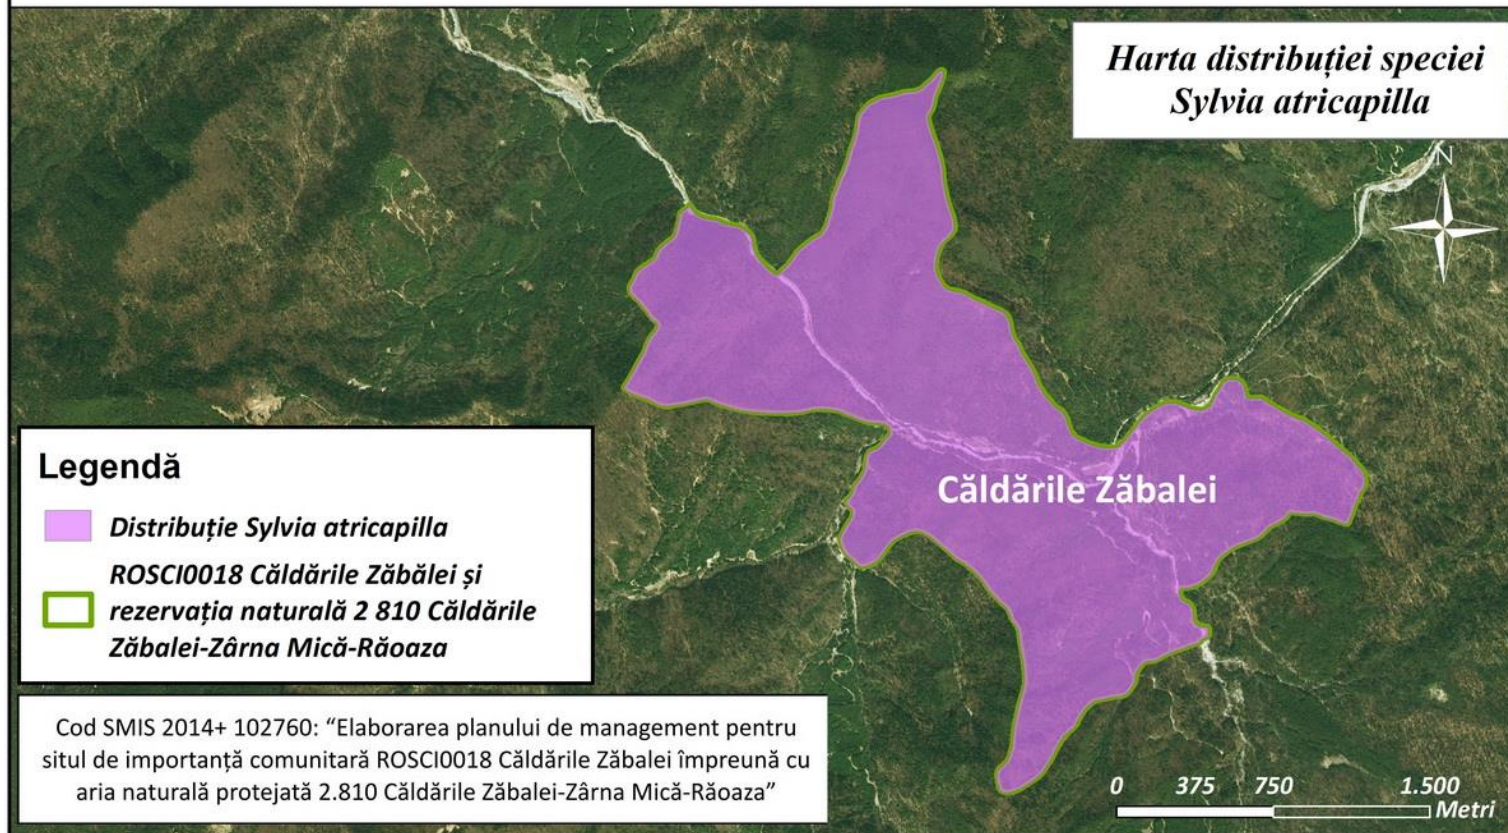 Harta distribuției speciei
Sylvia atricapilla
N
Căldările Zăbalei
Legendă
Distribuție Sylvia atricapilla
ROSCI0018 Căldările Zăbălei și
rezervația naturală 2 810 Căldările
Zăbalei-Zârna Mică-Răoaza
Cod SMIS 2014+ 102760: “Elaborarea planului de management pentru
situl de importanță comunitară ROSCI0018 Căldările Zăbalei împreună cu
aria naturală protejată 2.810 Căldările Zăbalei-Zârna Mică-Răoaza”
0 375 750 1.500
Metri